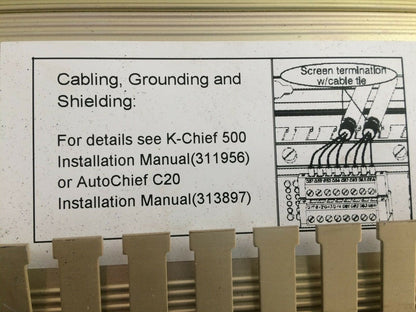 Cabling, Grounding and
Shielding:
For details see K-Chief 500
Installation Manual(311956)
or AutoChief C20
Installation Manual(313897)
Screen termination
w/cable tie